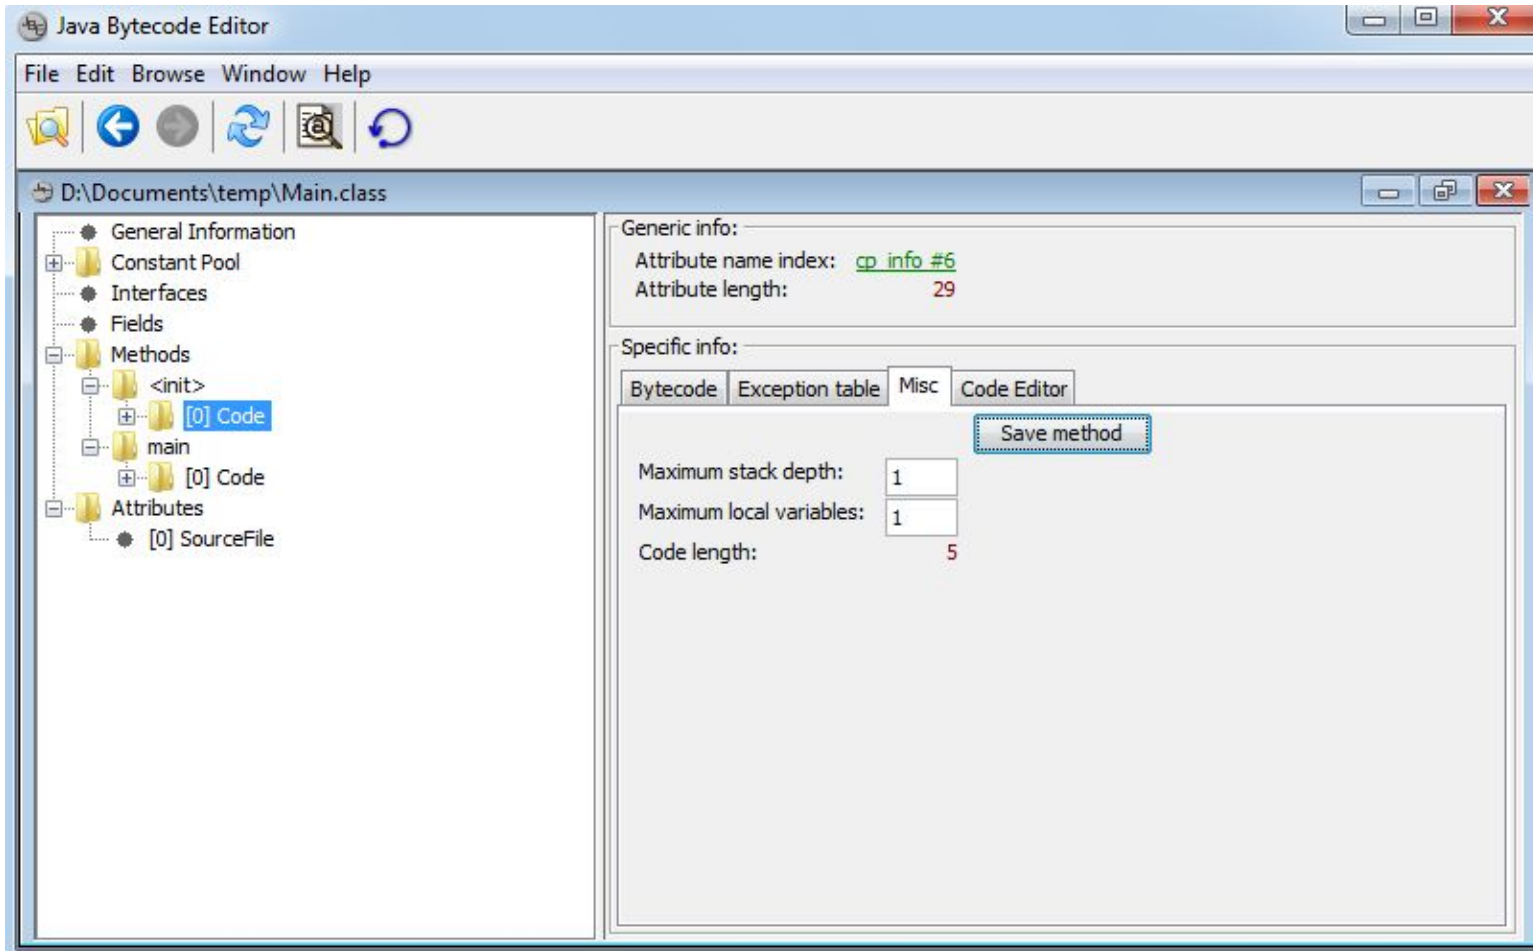 Java Bytecode Editor
File Edit Browse Window Help
D:\Documents\temp\Main.class
General Information
Constant Pool
Interfaces
Fields
Methods
<init>
[0] Code
main
[0] Code
Attributes
[0] SourceFile
Generic info:
Attribute name index: cp_info #6
Attribute length: 29
Specific info:
Bytecode Exception table Misc Code Editor
Save method
Maximum stack depth: 1
Maximum local variables: 1
Code length: 5